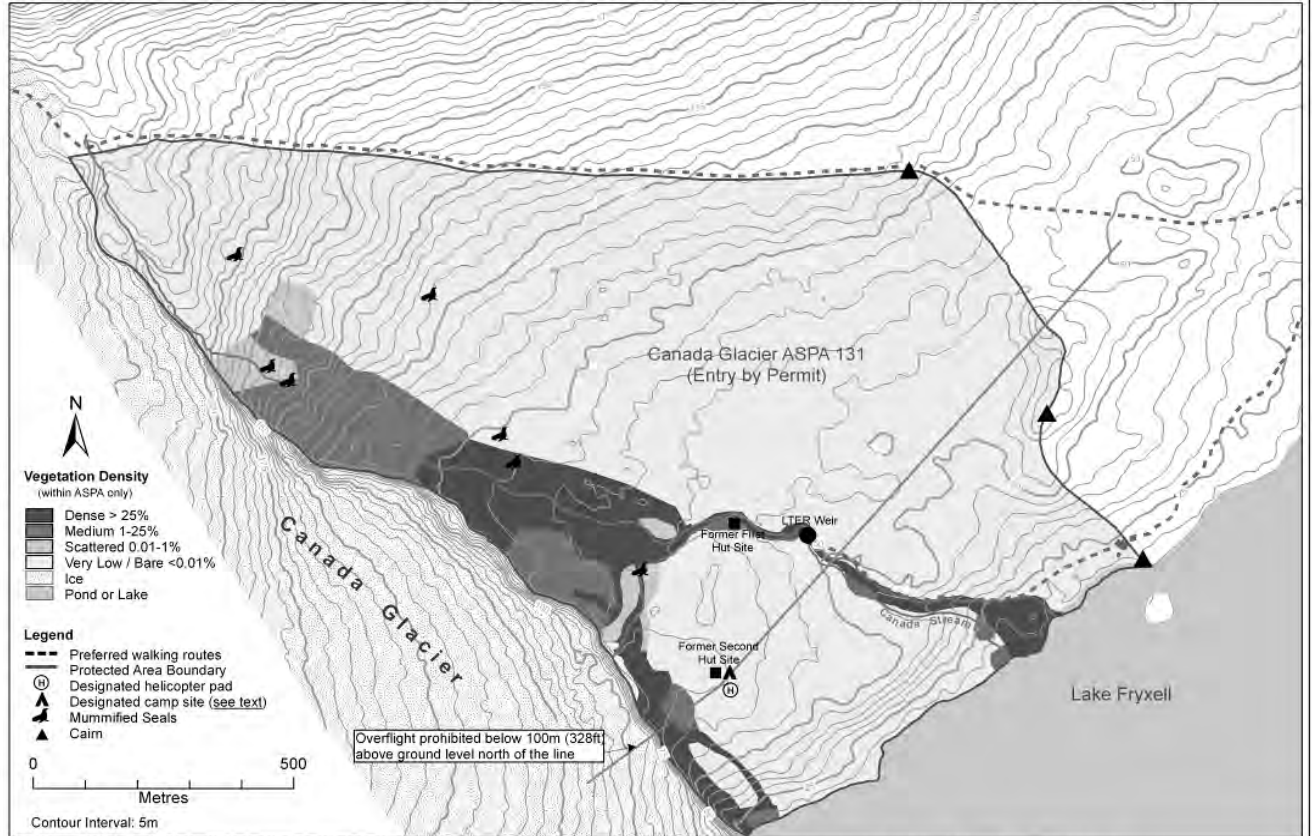 Canada Glacier ASPA 131
(Entry by Permit)
N
Vegetation Density
(within ASPA only)
Dense > 25%
Medium 1-25%
Scattered 0.01-1%
Very Low / Bare <0.01%
Ice
Pond or Lake
Legend
Preferred walking routes
Protected Area Boundary
H
Designated helicopter pad
Designated camp site (see text)
Mummified Seals
Cairn
0 500
Metres
Contour Interval: 5m
Canada Glacier
LTER Weir
Former First
Hut Site
Canada Stream
Former Second
Hut Site
H
Lake Fryxell
Overflight prohibited below 100m (328ft)
above ground level north of the line